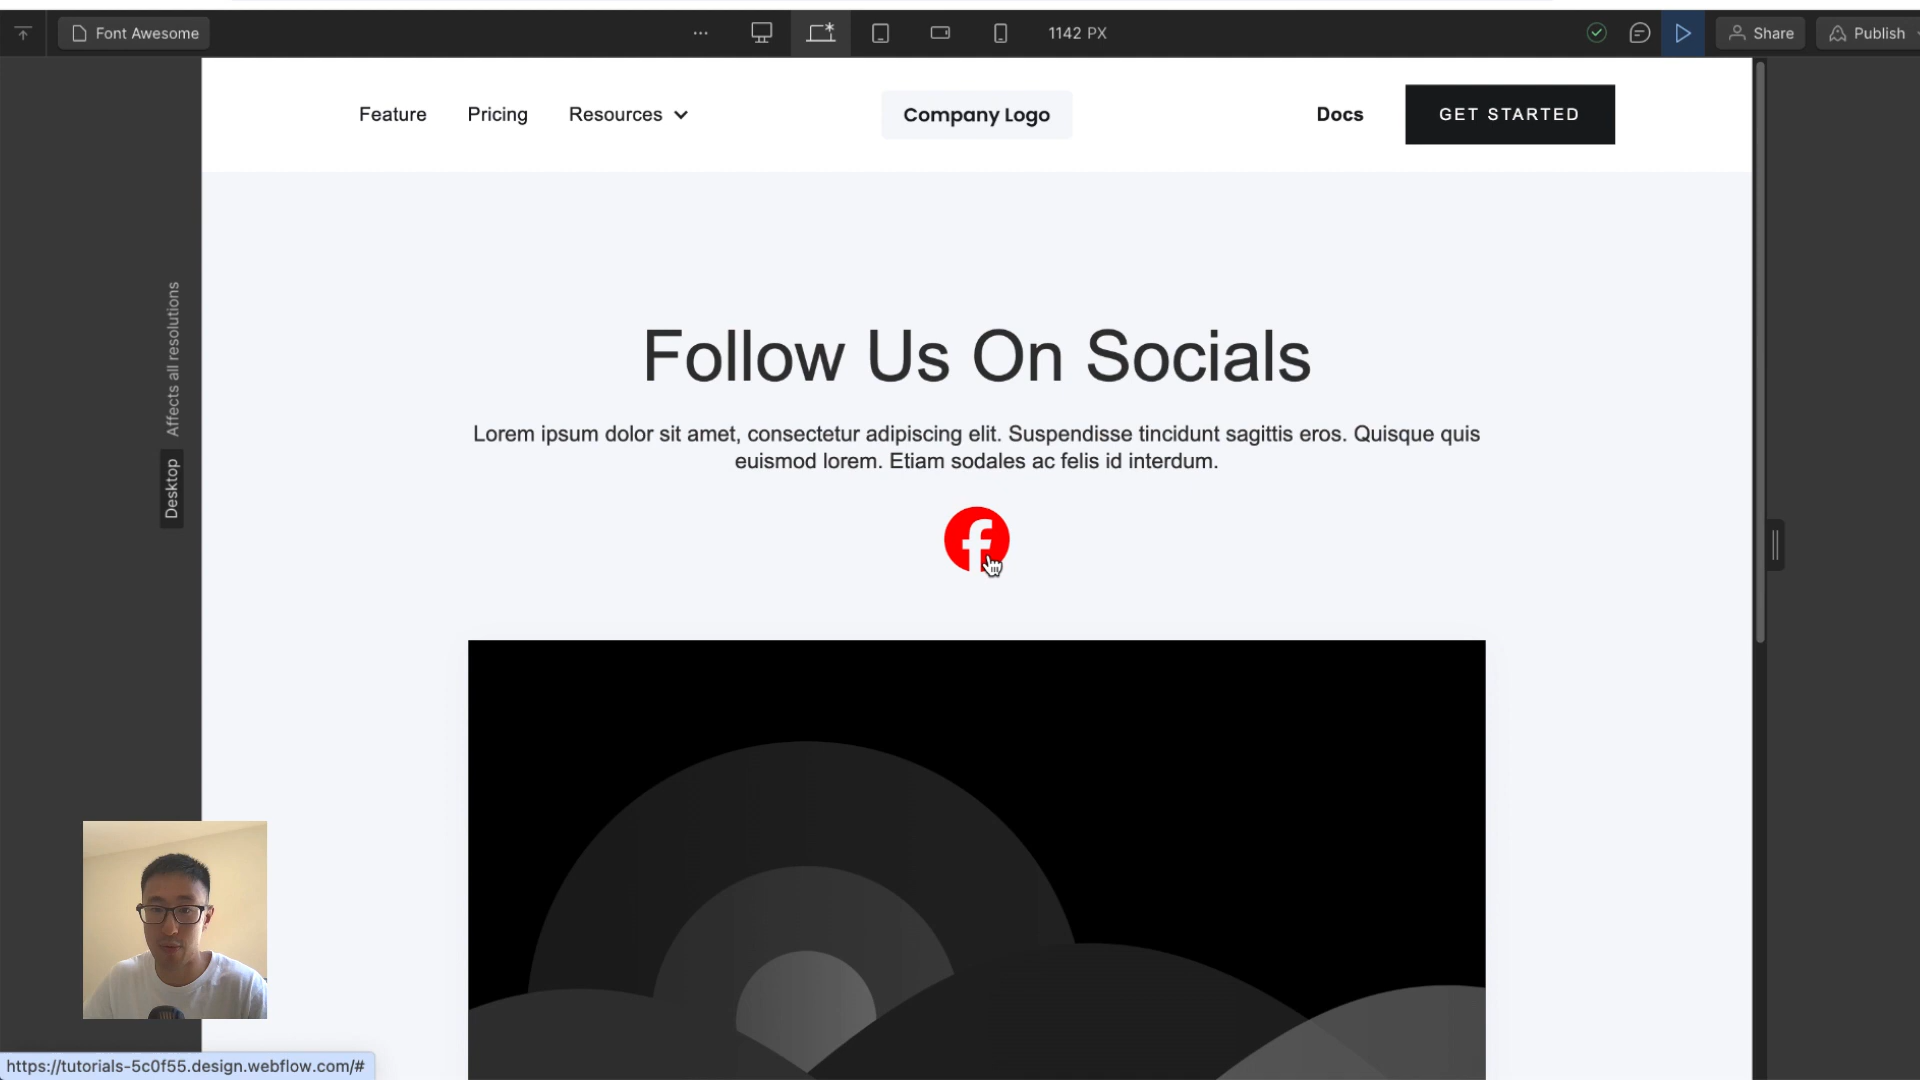 Font Awesome
...
1142 PX
Share
Publish
Feature
Pricing
Resources
Company Logo
Docs
GET STARTED
Affects all resolutions
Desktop
Follow Us On Socials
Lorem ipsum dolor sit amet, consectetur adipiscing elit. Suspendisse tincidunt sagittis eros. Quisque quis
euismod lorem. Etiam sodales ac felis id interdum.
https://tutorials-5c0f55.design.webflow.com/#